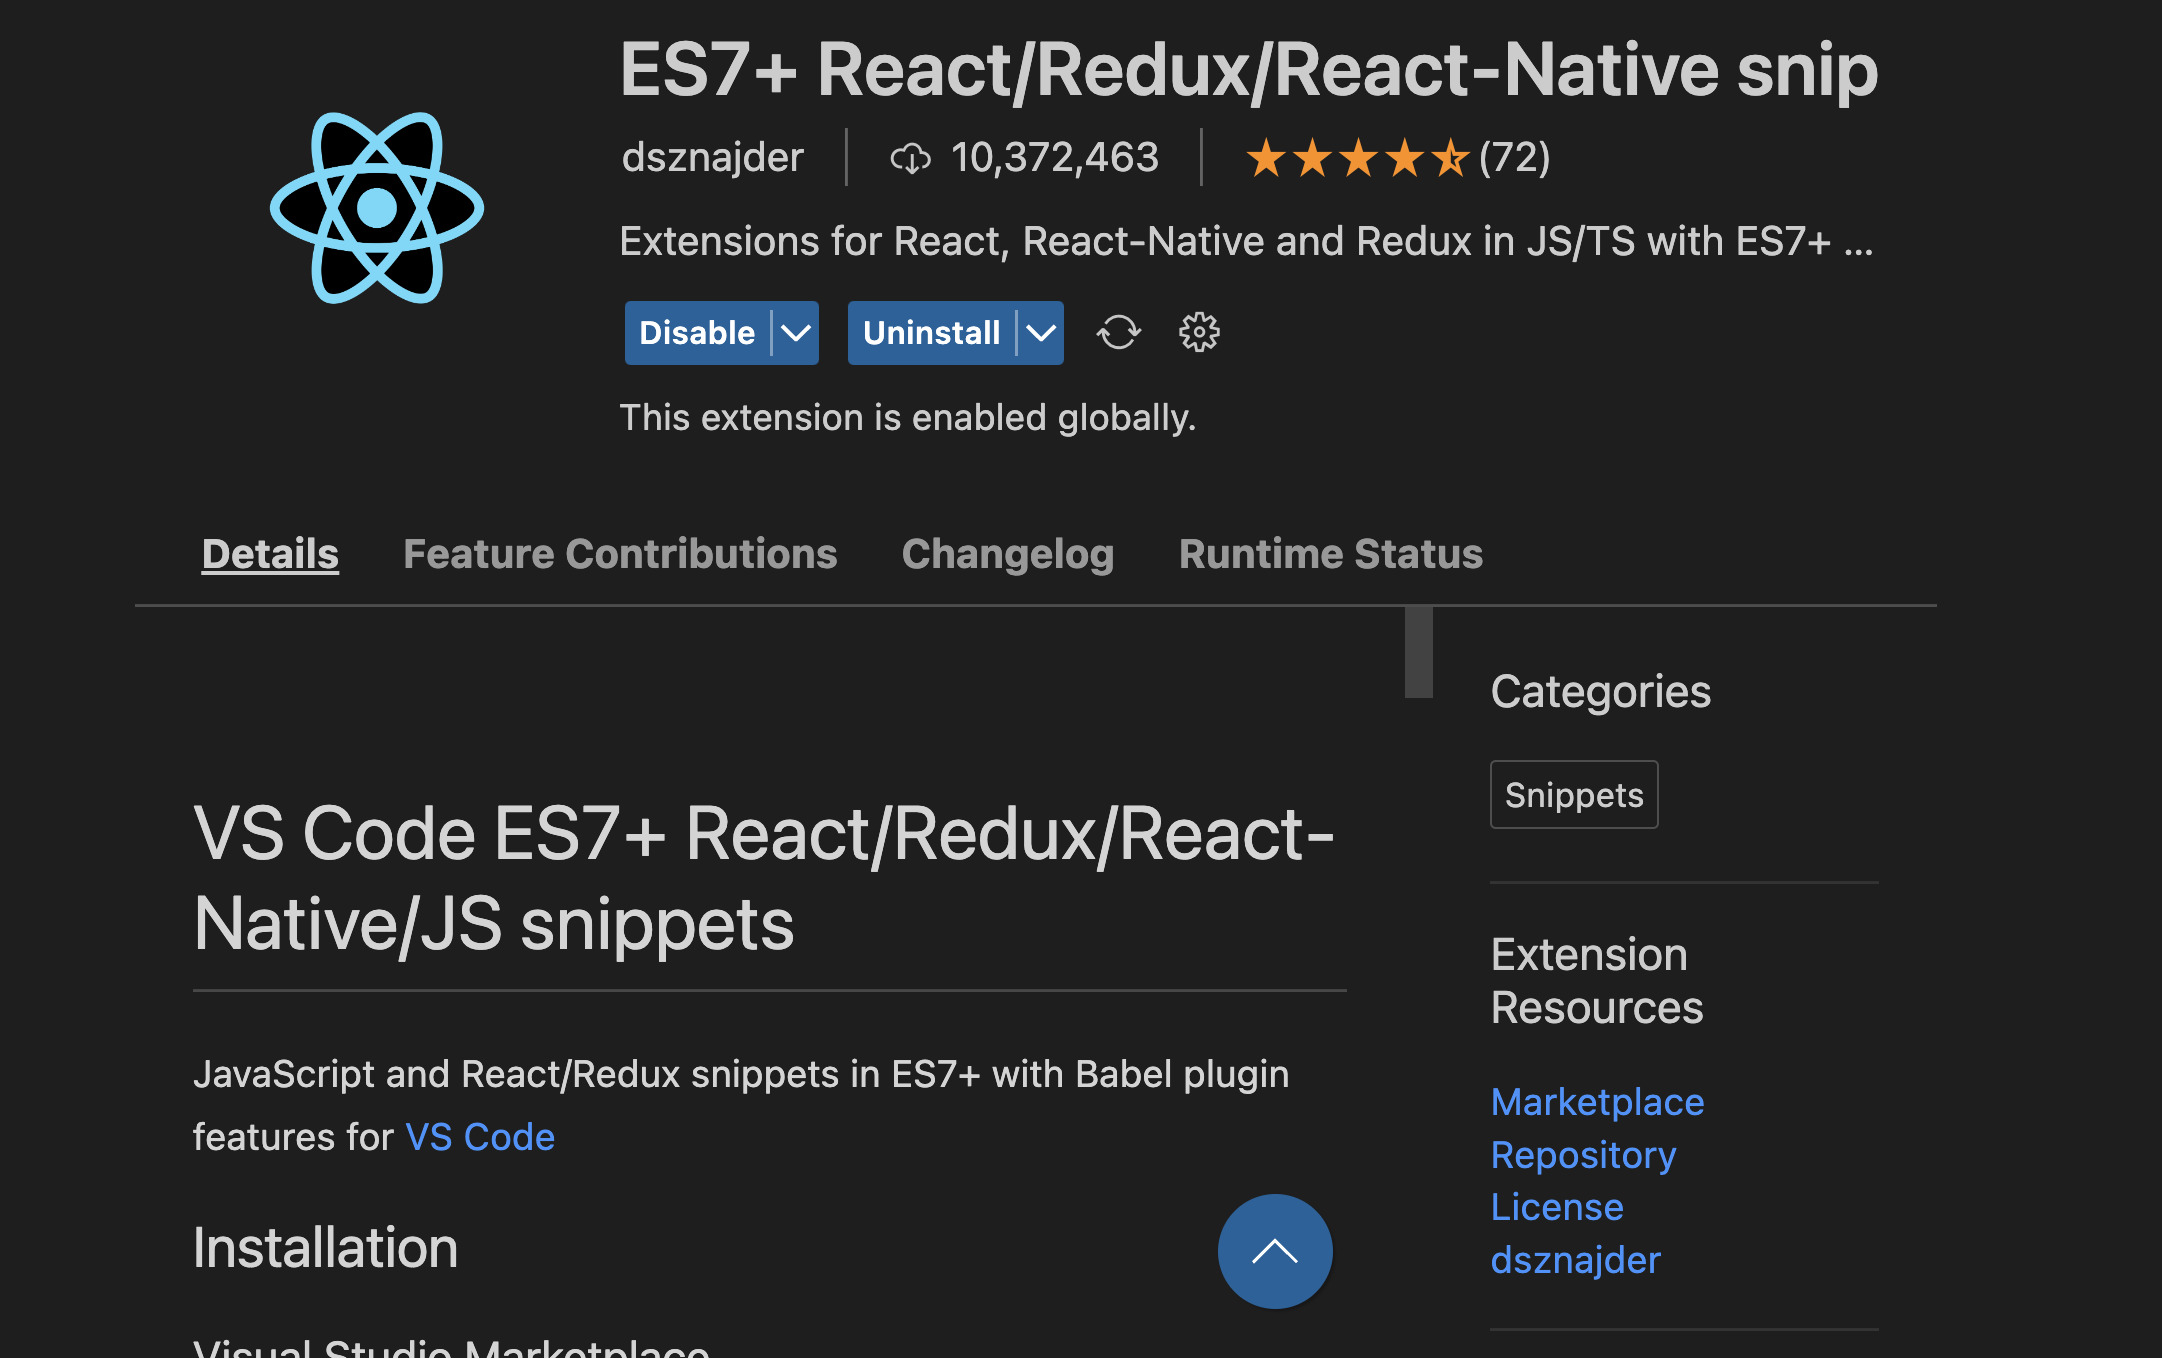 ES7+ React/Redux/React-Native snip
dsznajder 10,372,463 (72)
Extensions for React, React-Native and Redux in JS/TS with ES7+ ...
Disable Uninstall
This extension is enabled globally.
Details Feature Contributions Changelog Runtime Status
VS Code ES7+ React/Redux/React-
Native/JS snippets
JavaScript and React/Redux snippets in ES7+ with Babel plugin
features for VS Code
Installation
Visual Studio Marketplace
Categories
Snippets
Extension
Resources
Marketplace
Repository
License
dsznajder